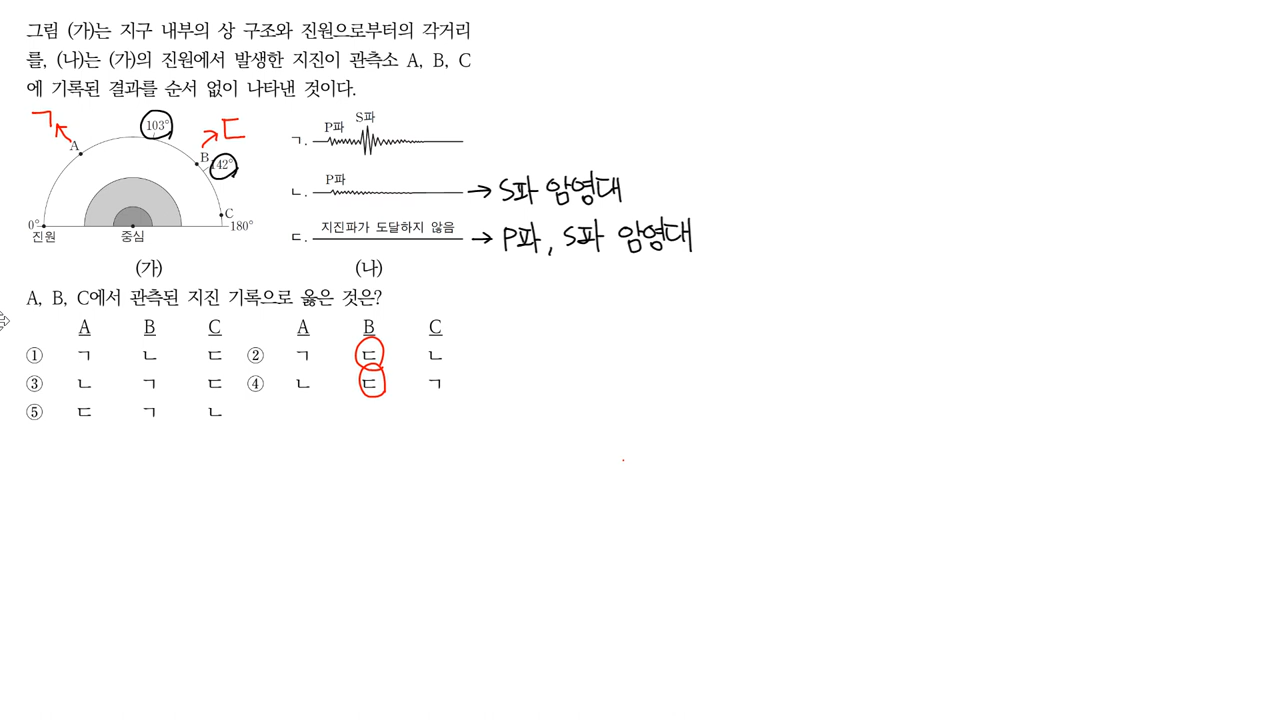 그림 (가)는 지구 내부의 상 구조와 진원으로부터의 각거리
를, (나)는 (가)의 진원에서 발생한 지진이 관측소 A, B, C
에 기록된 결과를 순서 없이 나타낸 것이다.
ㄱ
A
103°
ㄷ
B
142°
C
0°
180°
진원
중심
(가)
ㄱ.
P파
S파
ㄴ.
P파
→ S파 암영대
ㄷ.
지진파가 도달하지 않음
→ P파, S파 암영대
(나)
A, B, C에서 관측된 지진 기록으로 옳은 것은?
A B C A B C
① ㄱ ㄴ ㄷ ② ㄱ ㄷ ㄴ
③ ㄴ ㄱ ㄷ ④ ㄴ ㄷ ㄱ
⑤ ㄷ ㄱ ㄴ